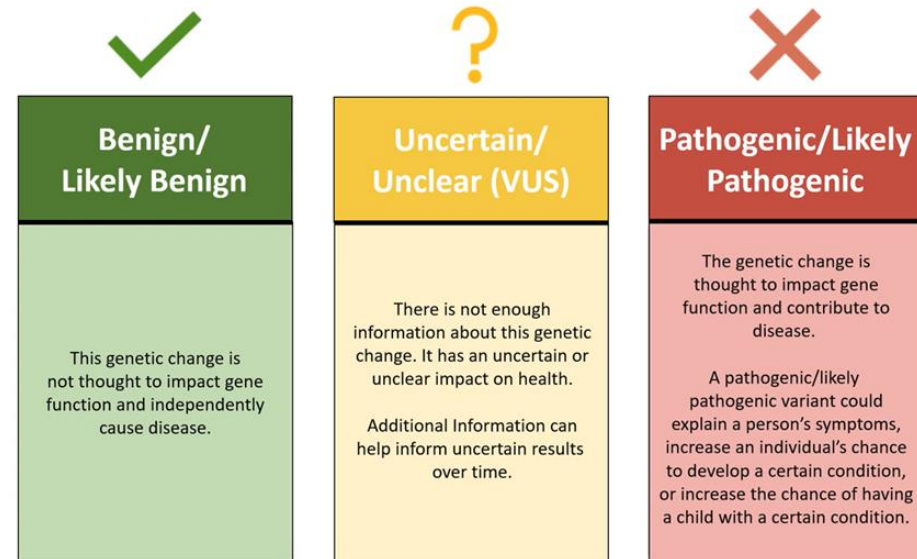 Benign/
Likely Benign
This genetic change is
not thought to impact gene
function and independently
cause disease.
?
Uncertain/
Unclear (VUS)
There is not enough
information about this genetic
change. It has an uncertain or
unclear impact on health.
Additional Information can
help inform uncertain results
over time.
Pathogenic/Likely
Pathogenic
The genetic change is
thought to impact gene
function and contribute to
disease.
A pathogenic/likely
pathogenic variant could
explain a person’s symptoms,
increase an individual’s chance
to develop a certain condition,
or increase the chance of having
a child with a certain condition.